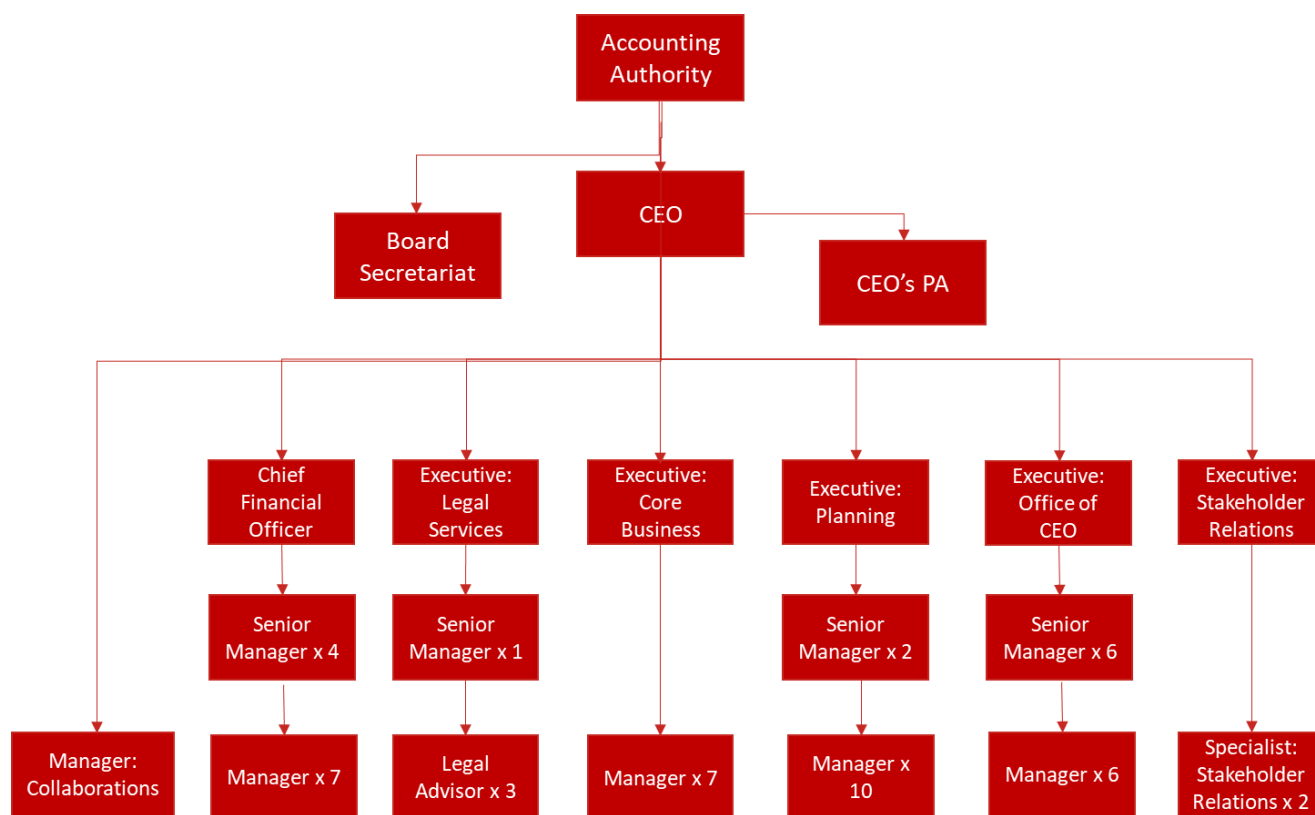 Accounting
Authority
CEO
Board
Secretariat
CEO’s PA
Chief
Financial
Officer
Executive:
Legal
Services
Executive:
Core
Business
Executive:
Planning
Executive:
Office of
CEO
Executive:
Stakeholder
Relations
Senior
Manager x 4
Senior
Manager x 1
Senior
Manager x 2
Senior
Manager x 6
Manager:
Collaborations
Manager x 7
Legal
Advisor x 3
Manager x 7
Manager x
10
Manager x 6
Specialist:
Stakeholder
Relations x 2